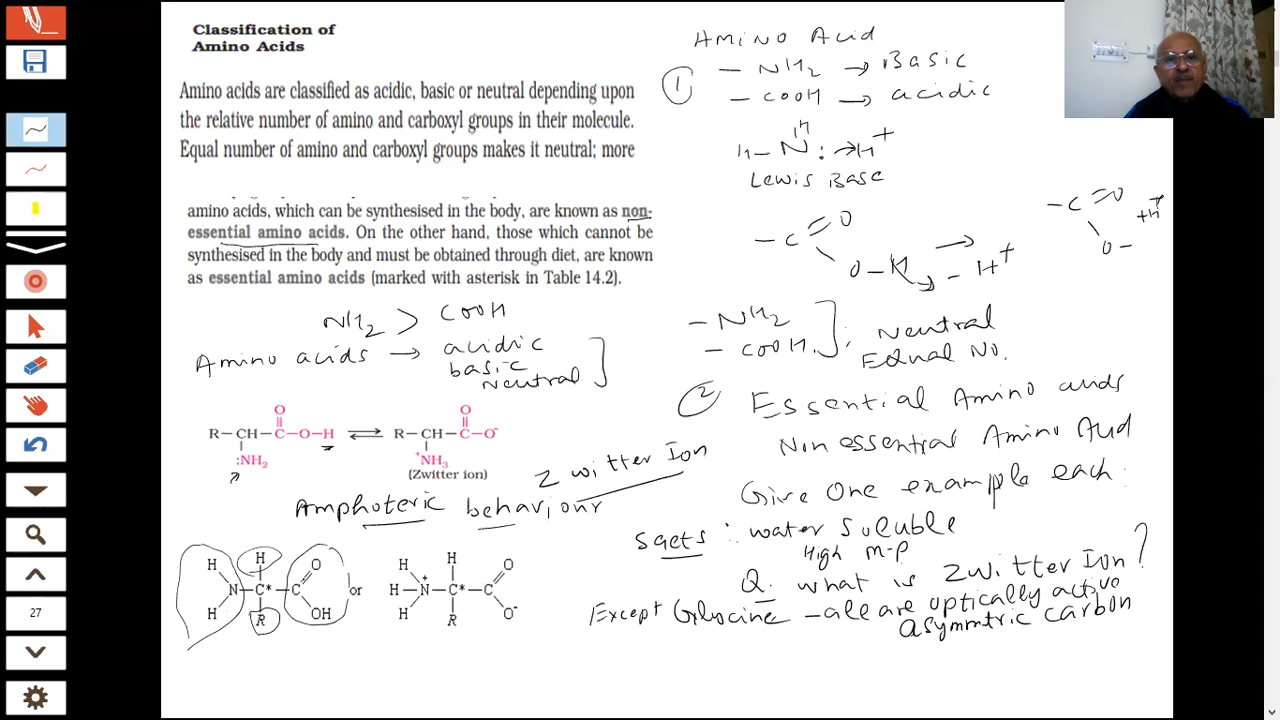 Classification of
Amino Acids
Amino acids are classified as acidic, basic or neutral depending upon
the relative number of amino and carboxyl groups in their molecule.
Equal number of amino and carboxyl groups makes it neutral; more
amino acids, which can be synthesised in the body, are known as non-
essential amino acids. On the other hand, those which cannot be
synthesised in the body and must be obtained through diet, are known
as essential amino acids (marked with asterisk in Table 14.2).
NH2 > COOH
Amino acids → acidic
basic
Neutral
R—CH—C—O—H ⇌ R—CH—C—O-
O O
:NH2 +NH3
(Zwitter ion)
Zwitter Ion
Amphoteric behaviour
H H O
N—C*—C or H—N+—C*—C
H R OH
H H O
H R O-
AMINO Acid
① – NH2 → Basic
– COOH → acidic
H
H–N: → H+
Lewis Base
–C=O
O–H → – H+
–C=O
O– +H+
– NH2
– COOH. ] : Neutral
Equal No.
② Essential Amino acids
Non essential Amino Acid
Give One example each.
Salts : water soluble
High m-p
Q. what is Zwitter Ion?
Except Glycine – all are optically active
asymmtric carbon
27